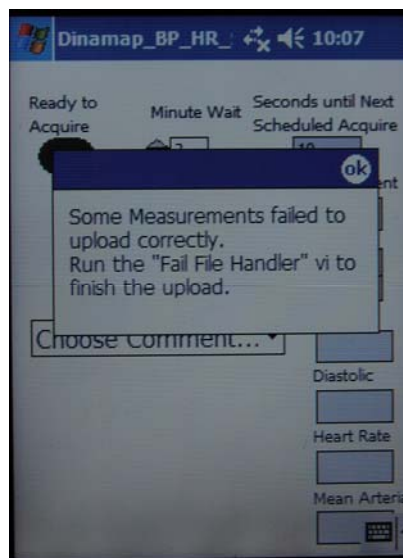 Dinamap_BP_HR_ 10:07
Ready to
Acquire
Minute Wait
Seconds until Next
Scheduled Acquire
ok
Some Measurements failed to
upload correctly.
Run the "Fail File Handler" vi to
finish the upload.
Choose Comment...
Diastolic
Heart Rate
Mean Arteria